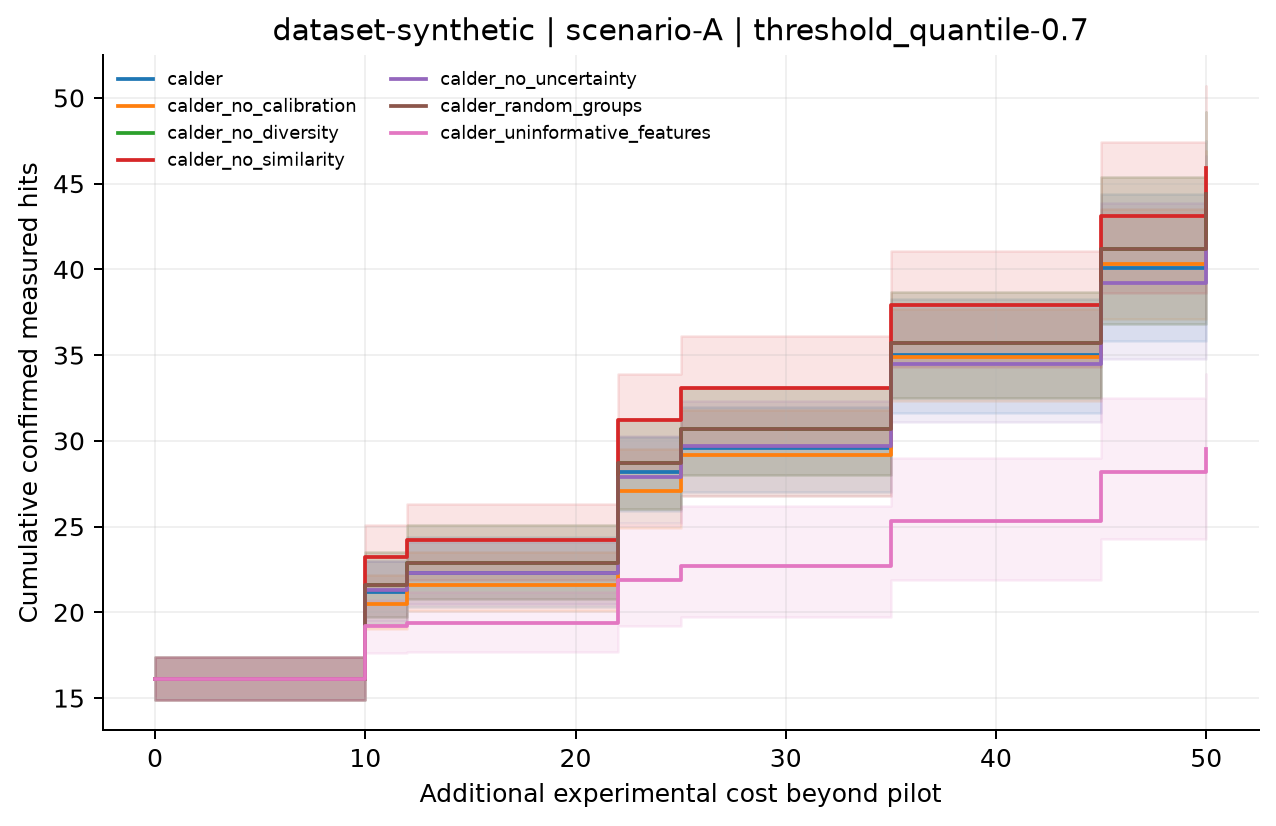 dataset-synthetic | scenario-A | threshold_quantile-0.7
calder
calder_no_calibration
calder_no_diversity
calder_no_similarity
calder_no_uncertainty
calder_random_groups
calder_uninformative_features
Cumulative confirmed measured hits
50
45
40
35
30
25
20
15
0 10 20 30 40 50
Additional experimental cost beyond pilot